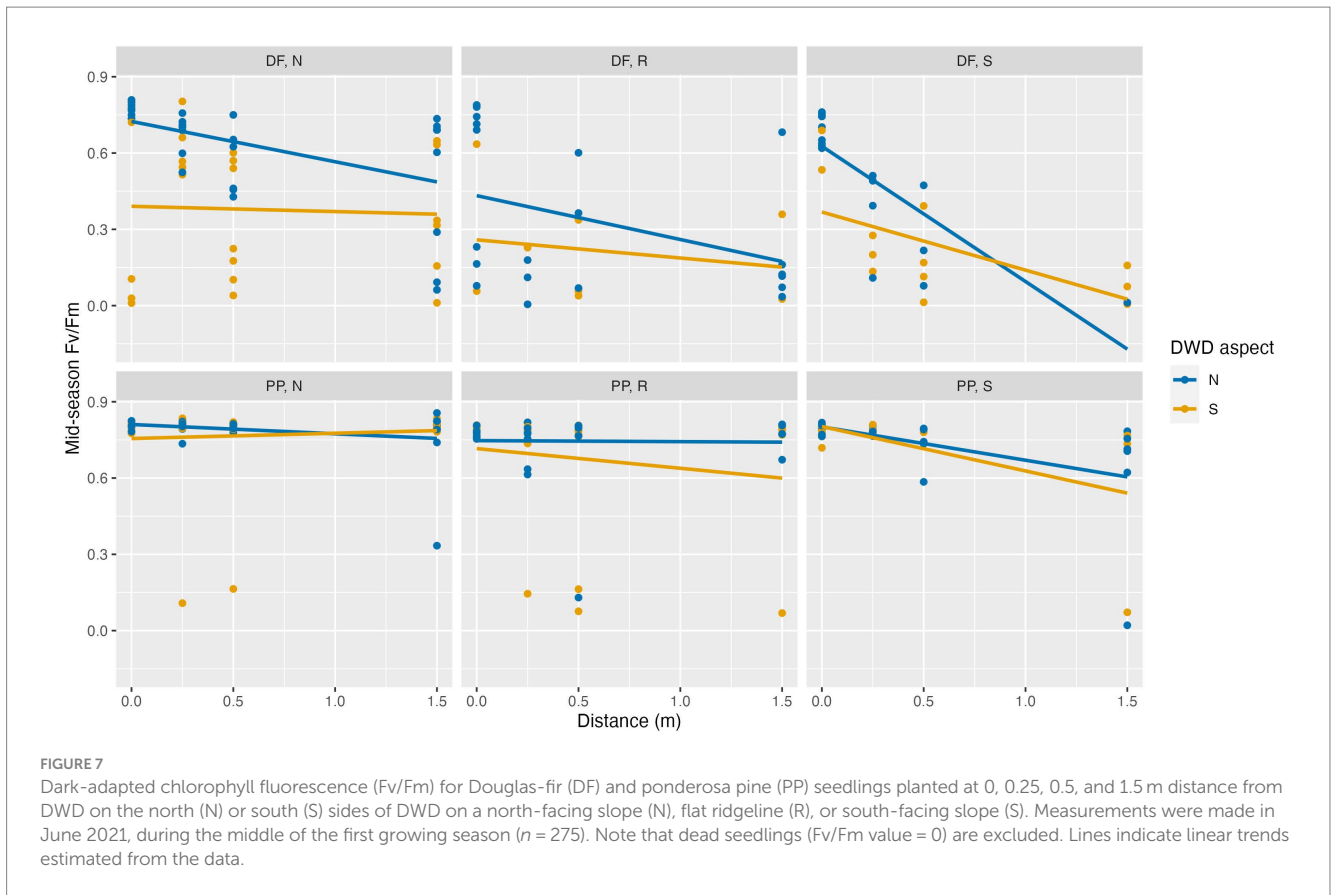 DF, N
DF, R
DF, S
0.9
0.6
0.3
0.0
PP, N
PP, R
PP, S
0.9
0.6
0.3
0.0
Mid-season Fv/Fm
0.0 0.5 1.0 1.5
0.0 0.5 1.0 1.5
0.0 0.5 1.0 1.5
Distance (m)
DWD aspect
N
S
FIGURE 7
Dark-adapted chlorophyll fluorescence (Fv/Fm) for Douglas-fir (DF) and ponderosa pine (PP) seedlings planted at 0, 0.25, 0.5, and 1.5 m distance from
DWD on the north (N) or south (S) sides of DWD on a north-facing slope (N), flat ridgeline (R), or south-facing slope (S). Measurements were made in
June 2021, during the middle of the first growing season (n = 275). Note that dead seedlings (Fv/Fm value = 0) are excluded. Lines indicate linear trends
estimated from the data.